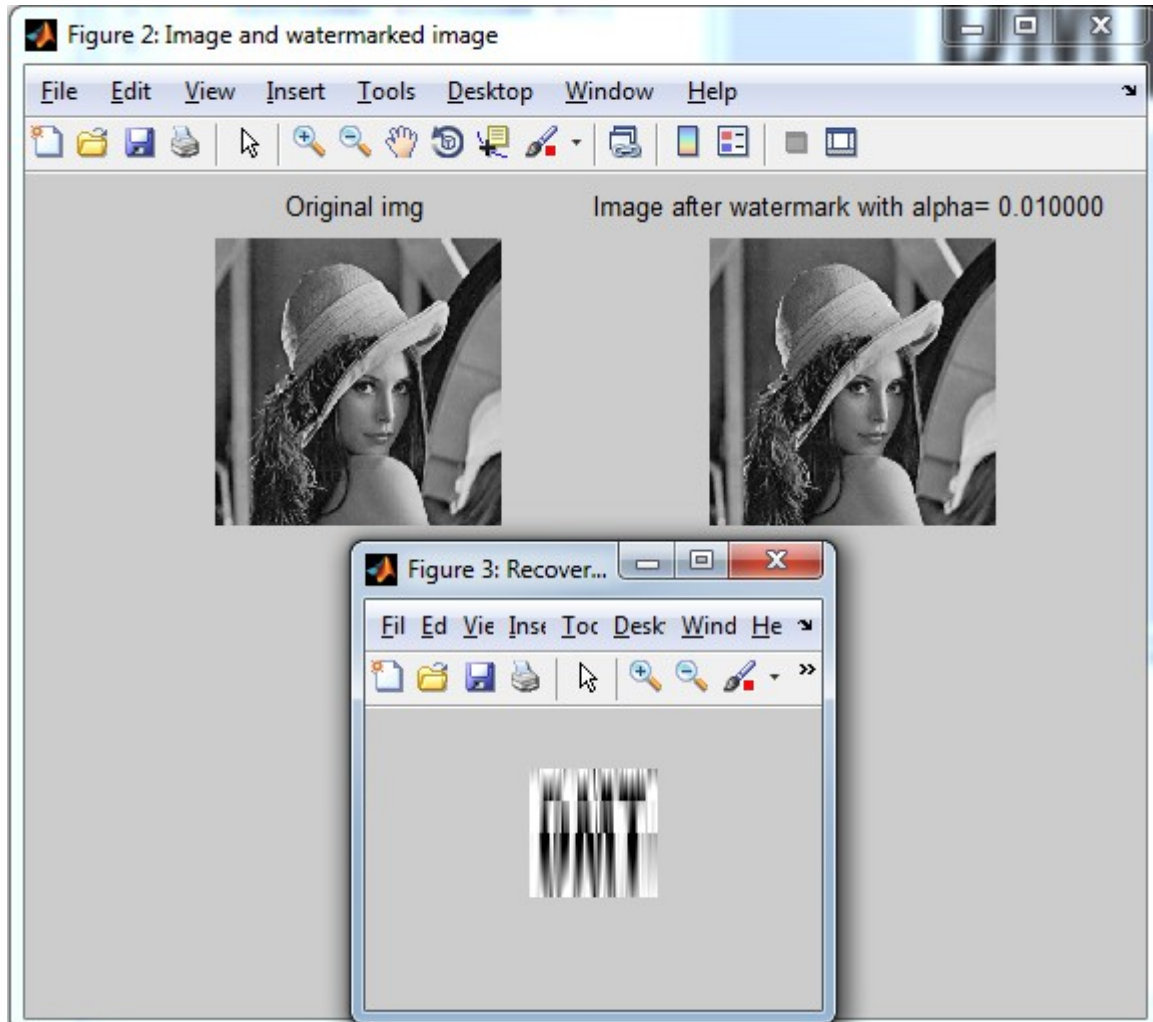 Figure 2: Image and watermarked image
File Edit View Insert Tools Desktop Window Help
Original img
Image after watermark with alpha= 0.010000
Figure 3: Recover...
Fil Ed Vie Inse Toc Desk Wind He